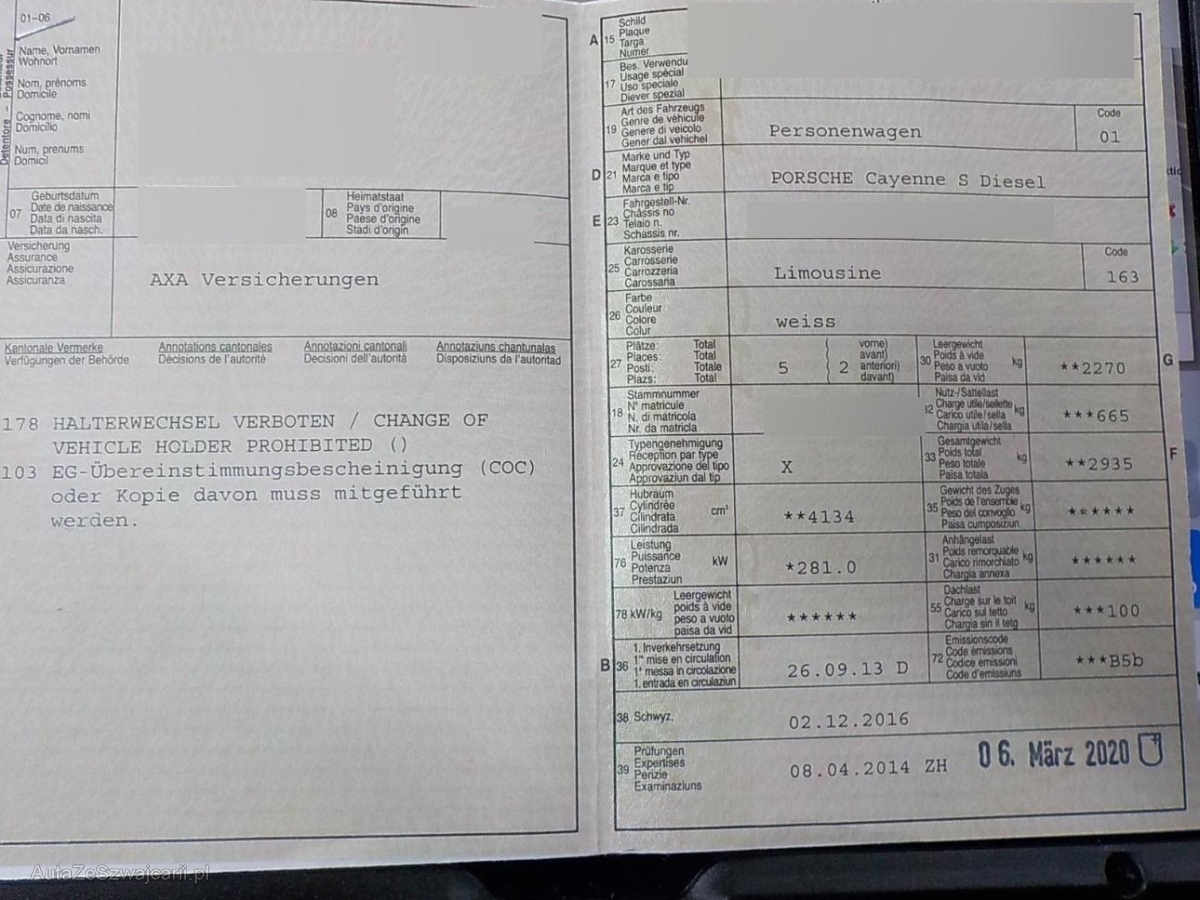 01-06
Detentore - Possessur
Name, Vornamen
Wohnort
Nom, prénoms
Domicile
Cognome, nomi
Domicilio
Num, prenums
Domicil
07
Geburtsdatum
Date de naissance
Data di nascita
Data da nasch.
08
Heimatstaat
Pays d'origine
Paese d'origine
Stadi d'origin
Versicherung
Assurance
Assicurazione
Assicuranza
AXA Versicherungen
Kantonale Vermerke
Verfügungen der Behörde
Annotations cantonales
Décisions de l'autorité
Annotazioni cantonali
Decisioni dell'autorità
Annotaziuns chantunalas
Disposiziuns da l'autoritad
178 HALTERWECHSEL VERBOTEN / CHANGE OF
VEHICLE HOLDER PROHIBITED ()
103 EG-Übereinstimmungsbescheinigung (COC)
oder Kopie davon muss mitgeführt
werden.
A 15
Schild
Plaque
Targa
Numer
17
Bes. Verwendu
Usage spécial
Uso speciale
Diever spezial
19
Art des Fahrzeugs
Genre de véhicule
Genere di veicolo
Gener dal vehichel
Personenwagen
Code
01
D 21
Marke und Typ
Marque et type
Marca e tipo
Marca e tip
PORSCHE Cayenne S Diesel
E 23
Fahrgestell-Nr.
Châssis no
Telaio n.
Schassis nr.
25
Karosserie
Carrosserie
Carrozzeria
Carossaria
Limousine
Code
163
26
Farbe
Couleur
Colore
Colur
weiss
27
Plätze: Total
Places: Total
Posti: Totale
Plazs: Total
5 ( 2
vorne)
avant)
anteriori)
davant)
30
Leergewicht
Poids à vide
Peso a vuoto
Paisa da vid
kg
**2270
G
18
Stammnummer
N° matricule
N. di matricola
Nr. da matricla
Nutz-/Sattellast
Charge utile/sellette
Carico utile/sella
Chargia utila/sella
kg
***665
24
Typengenehmigung
Réception par type
Approvazione del tipo
Approvaziun dal tip
X
33
Gesamtgewicht
Poids total
Peso totale
Paisa totala
kg
**2935
F
37
Hubraum
Cylindrée
Cilindrata
Cilindrada
cm³
**4134
35
Gewicht des Zuges
Poids de l'ensemble
Peso del convoglio
Paisa cumposiziun
kg
******
76
Leistung
Puissance
Potenza
Prestaziun
kW
*281.0
31
Anhängelast
Poids remorquable
Carico rimorchiato
Chargia annexa
kg
******
78 kW/kg
Leergewicht
poids à vide
peso a vuoto
paisa da vid
******
55
Dachlast
Charge sur le toit
Carico sul tetto
Chargia sin il tetg
kg
***100
B 36
1. Inverkehrsetzung
1re mise en circulation
1a messa in circolazione
1. entrada en circulaziun
26.09.13 D
72
Emissionscode
Code émissions
Codice emissioni
Code d'emissiuns
***B5b
38 Schwyz.
02.12.2016
39
Prüfungen
Expertises
Perizie
Examinaziuns
08.04.2014 ZH
06. März 2020
AutaZeSzwajcarii.pl